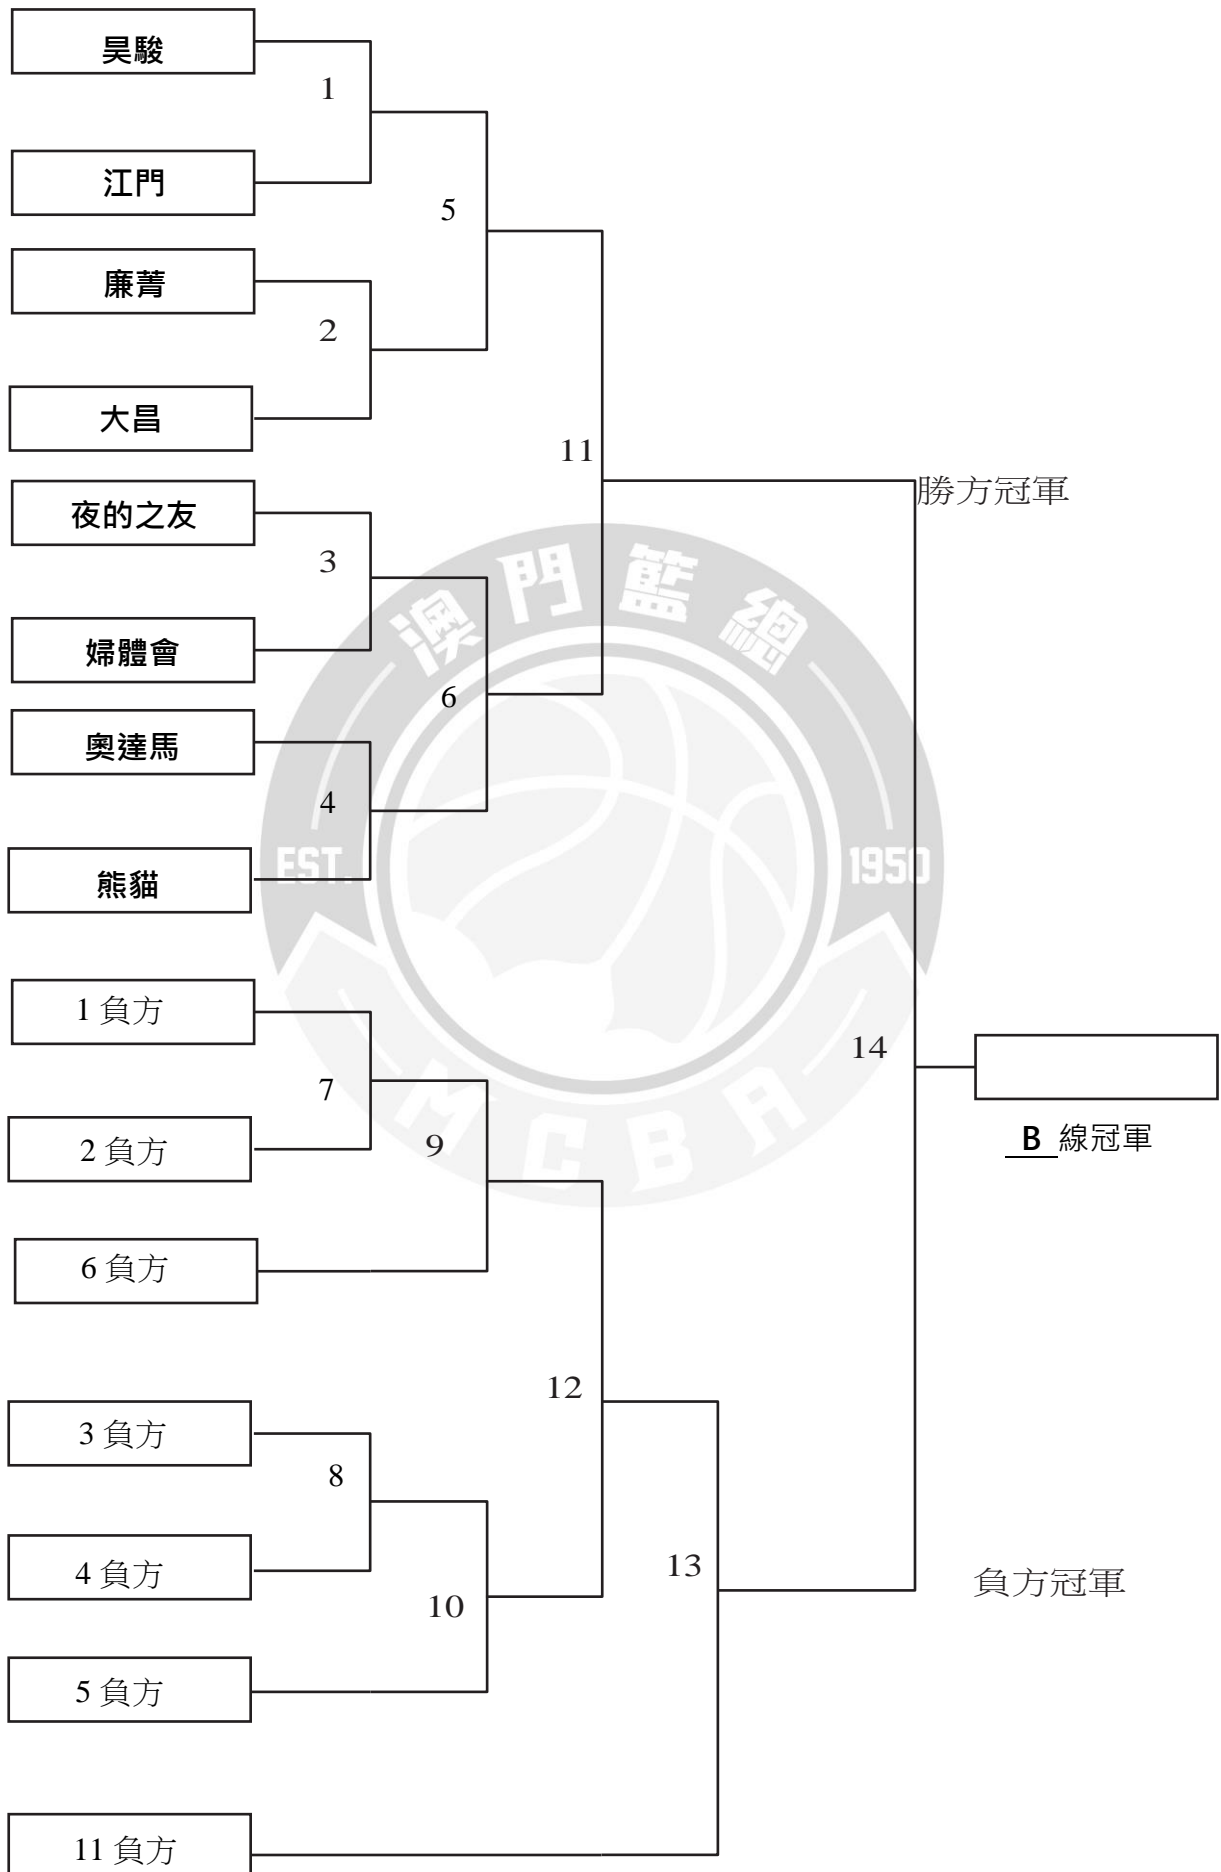 昊駿
1
江門
5
廉菁
2
大昌
11
夜的之友
勝方冠軍
3
婦體會
6
奧達馬
4
熊貓
澳門籃總
EST. 1950
MCBA
1 負方
14
7
2 負方
9
B 線冠軍
6 負方
12
3 負方
8
4 負方
13
負方冠軍
10
5 負方
11 負方